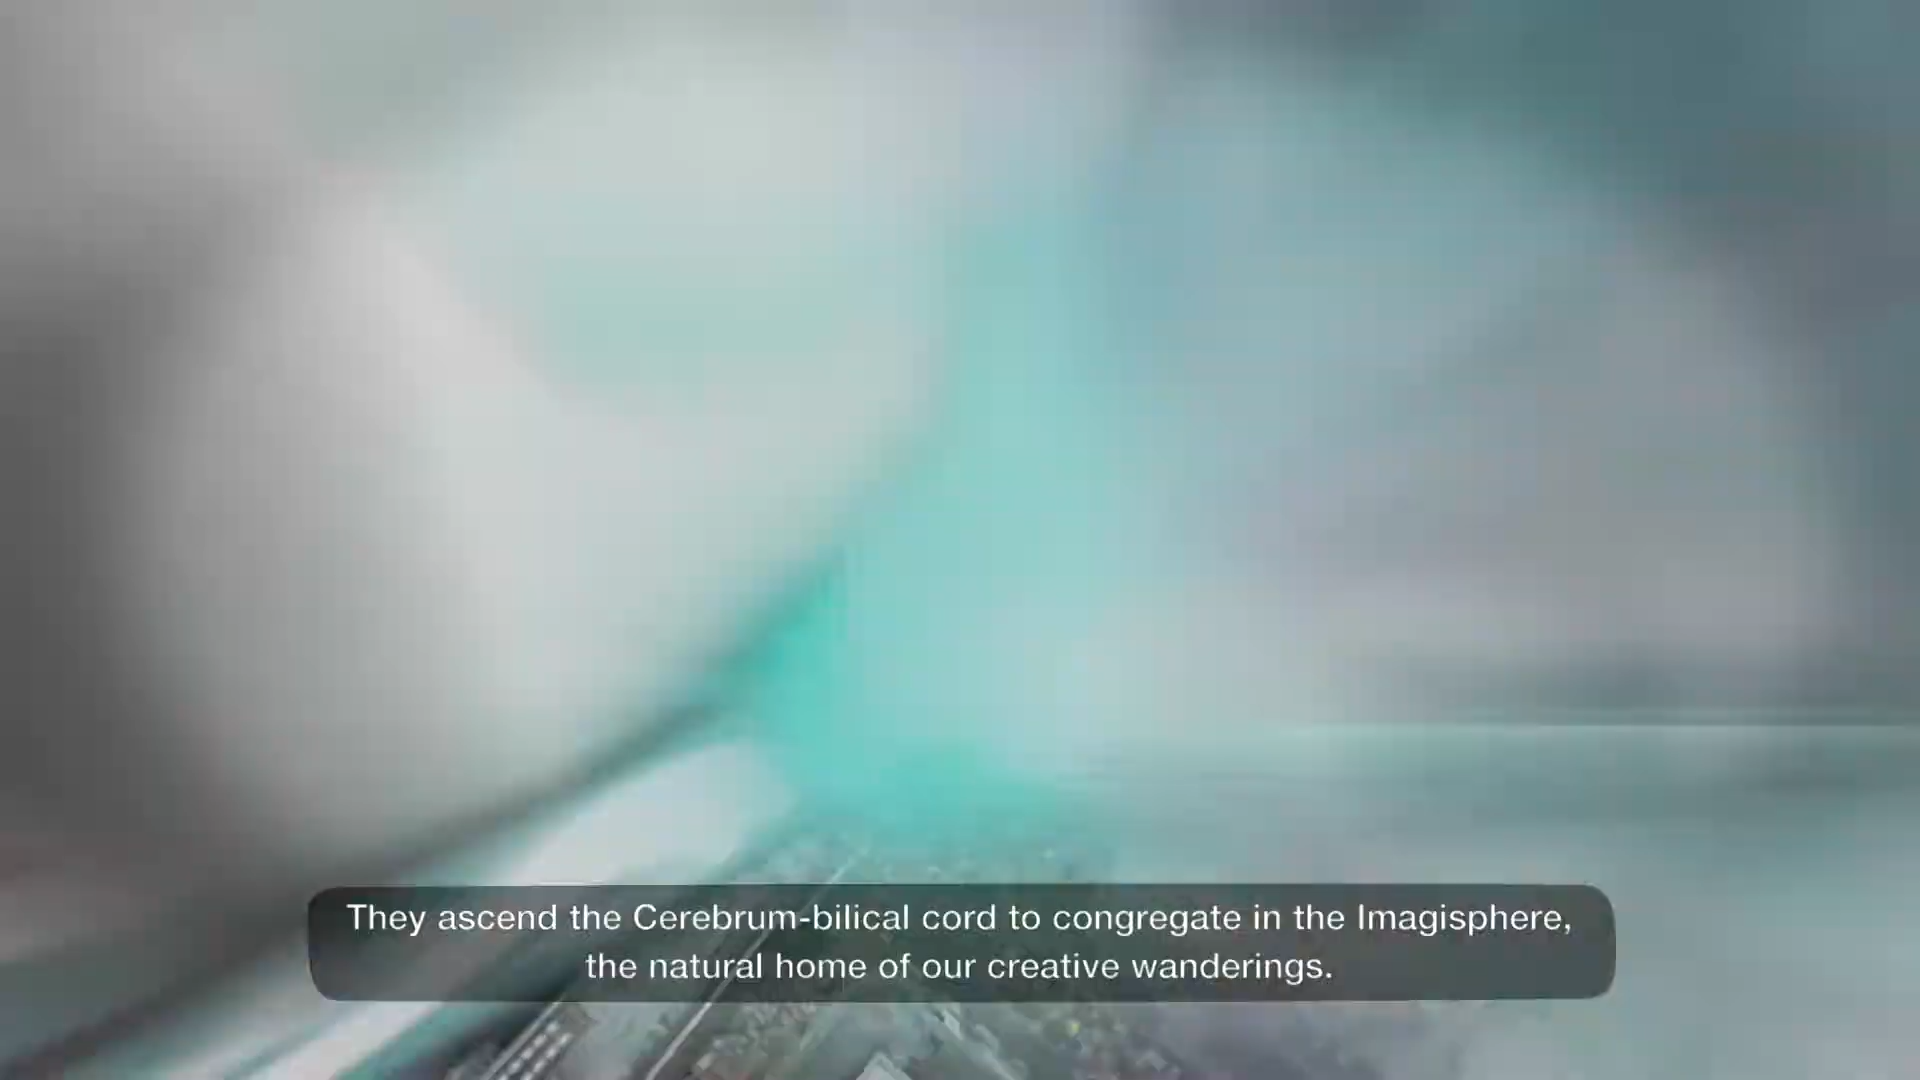 They ascend the Cerebrum-bilical cord to congregate in the Imagisphere,
the natural home of our creative wanderings.